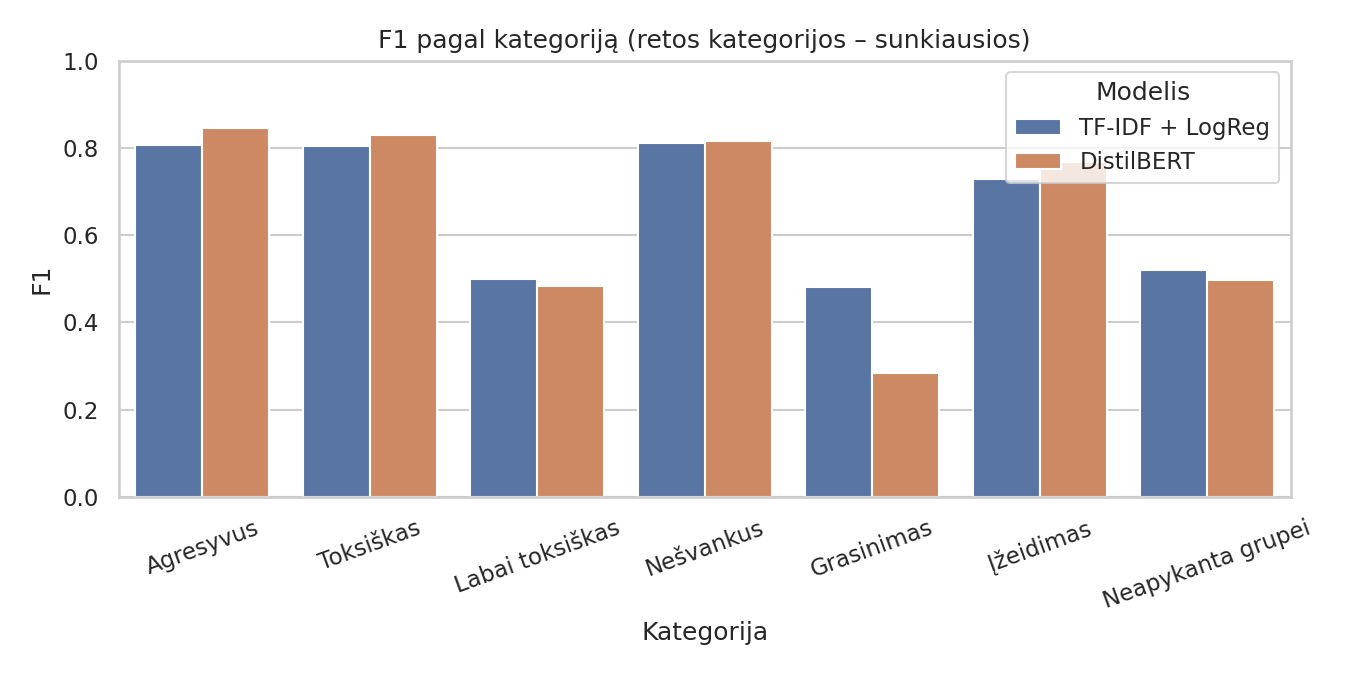 F1 pagal kategoriją (retos kategorijos – sunkiausios)
Modelis
TF-IDF + LogReg
DistilBERT
F1
1.0
0.8
0.6
0.4
0.2
0.0
Agresyvus
Toksiškas
Labai toksiškas
Nešvankus
Grasinimas
Įžeidimas
Neapykanta grupei
Kategorija